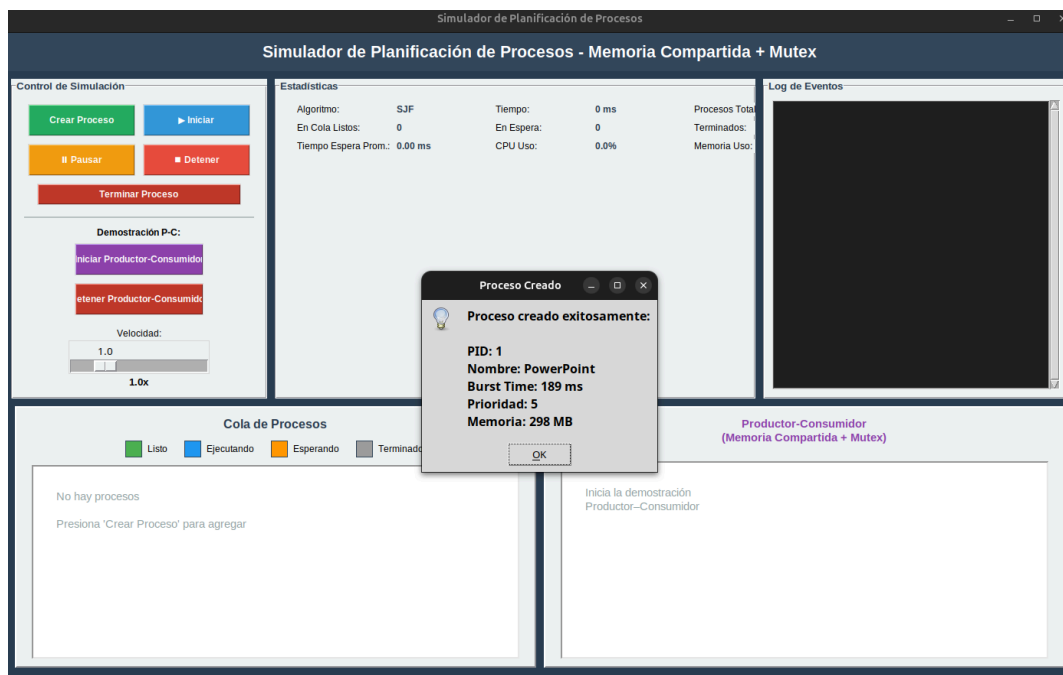 Simulador de Planificación de Procesos
Simulador de Planificación de Procesos - Memoria Compartida + Mutex
Control de Simulación
Crear Proceso
▶ Iniciar
⏸ Pausar
■ Detener
Terminar Proceso
Demostración P-C:
niciar Productor-Consumido
etener Productor-Consumido
Velocidad:
1.0
1.0x
Estadísticas
Algoritmo: SJF Tiempo: 0 ms Procesos Total
En Cola Listos: 0 En Espera: 0 Terminados:
Tiempo Espera Prom.: 0.00 ms CPU Uso: 0.0% Memoria Uso:
Log de Eventos
Proceso Creado
Proceso creado exitosamente:
PID: 1
Nombre: PowerPoint
Burst Time: 189 ms
Prioridad: 5
Memoria: 298 MB
OK
Cola de Procesos
Listo Ejecutando Esperando Terminado
No hay procesos
Presiona 'Crear Proceso' para agregar
Productor-Consumidor
(Memoria Compartida + Mutex)
Inicia la demostración
Productor–Consumidor